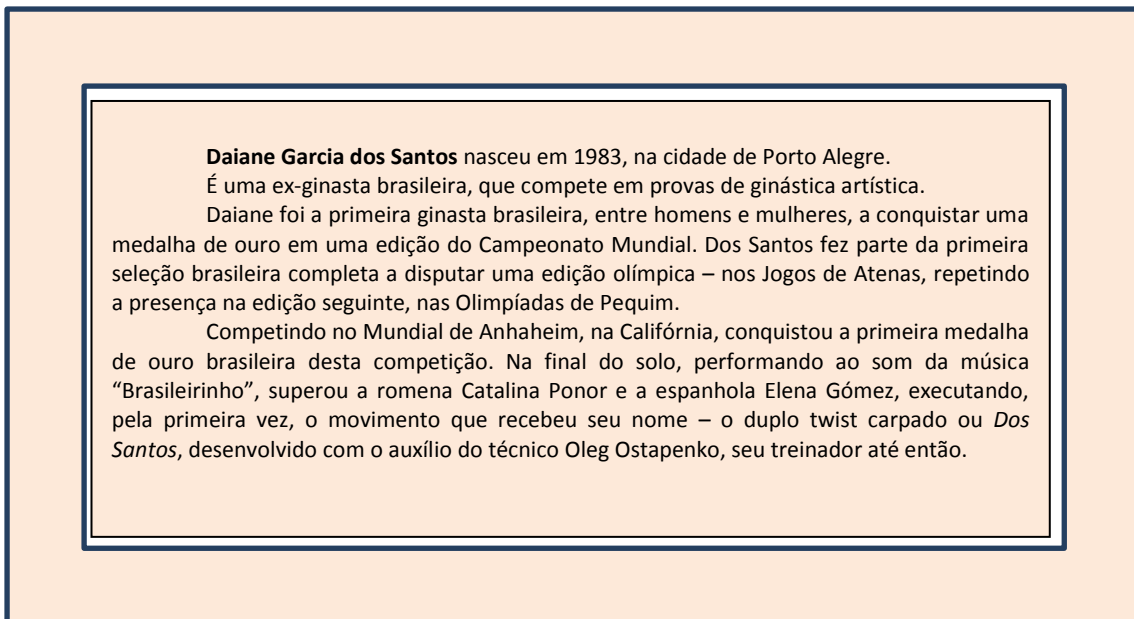 Daiane Garcia dos Santos nasceu em 1983, na cidade de Porto Alegre.
É uma ex-ginasta brasileira, que compete em provas de ginástica artística.
Daiane foi a primeira ginasta brasileira, entre homens e mulheres, a conquistar uma
medalha de ouro em uma edição do Campeonato Mundial. Dos Santos fez parte da primeira
seleção brasileira completa a disputar uma edição olímpica – nos Jogos de Atenas, repetindo
a presença na edição seguinte, nas Olimpíadas de Pequim.
Competindo no Mundial de Anhaheim, na Califórnia, conquistou a primeira medalha
de ouro brasileira desta competição. Na final do solo, performando ao som da música
“Brasileirinho”, superou a romena Catalina Ponor e a espanhola Elena Gómez, executando,
pela primeira vez, o movimento que recebeu seu nome – o duplo twist carpado ou Dos
Santos, desenvolvido com o auxílio do técnico Oleg Ostapenko, seu treinador até então.